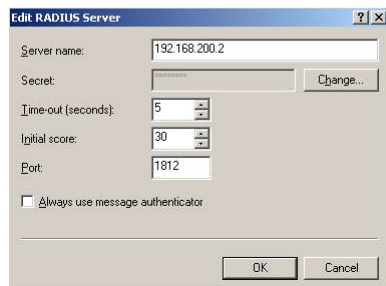 Edit RADIUS Server
Server name: 192.168.200.2
Secret: ******** Change...
Time-out (seconds): 5
Initial score: 30
Port: 1812
Always use message authenticator
OK Cancel